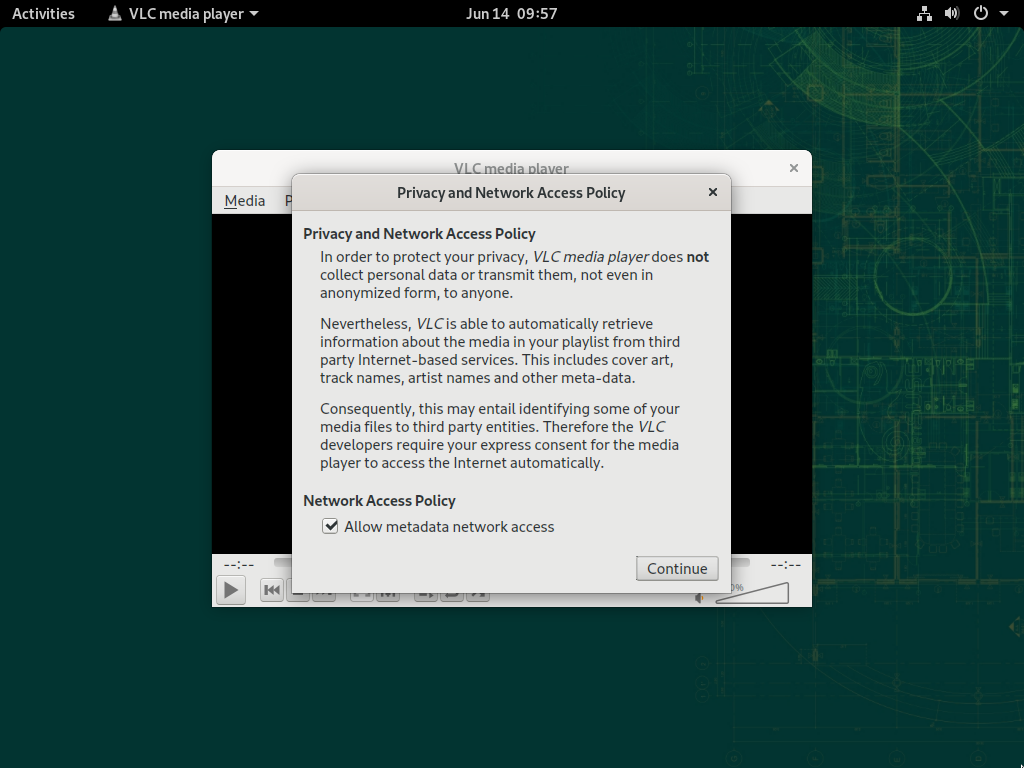 Activities VLC media player Jun 14 09:57
VLC media player
Media P
Privacy and Network Access Policy
Privacy and Network Access Policy
In order to protect your privacy, VLC media player does not
collect personal data or transmit them, not even in
anonymized form, to anyone.
Nevertheless, VLC is able to automatically retrieve
information about the media in your playlist from third
party Internet-based services. This includes cover art,
track names, artist names and other meta-data.
Consequently, this may entail identifying some of your
media files to third party entities. Therefore the VLC
developers require your express consent for the media
player to access the Internet automatically.
Network Access Policy
Allow metadata network access
Continue
--:-- --:--
0%